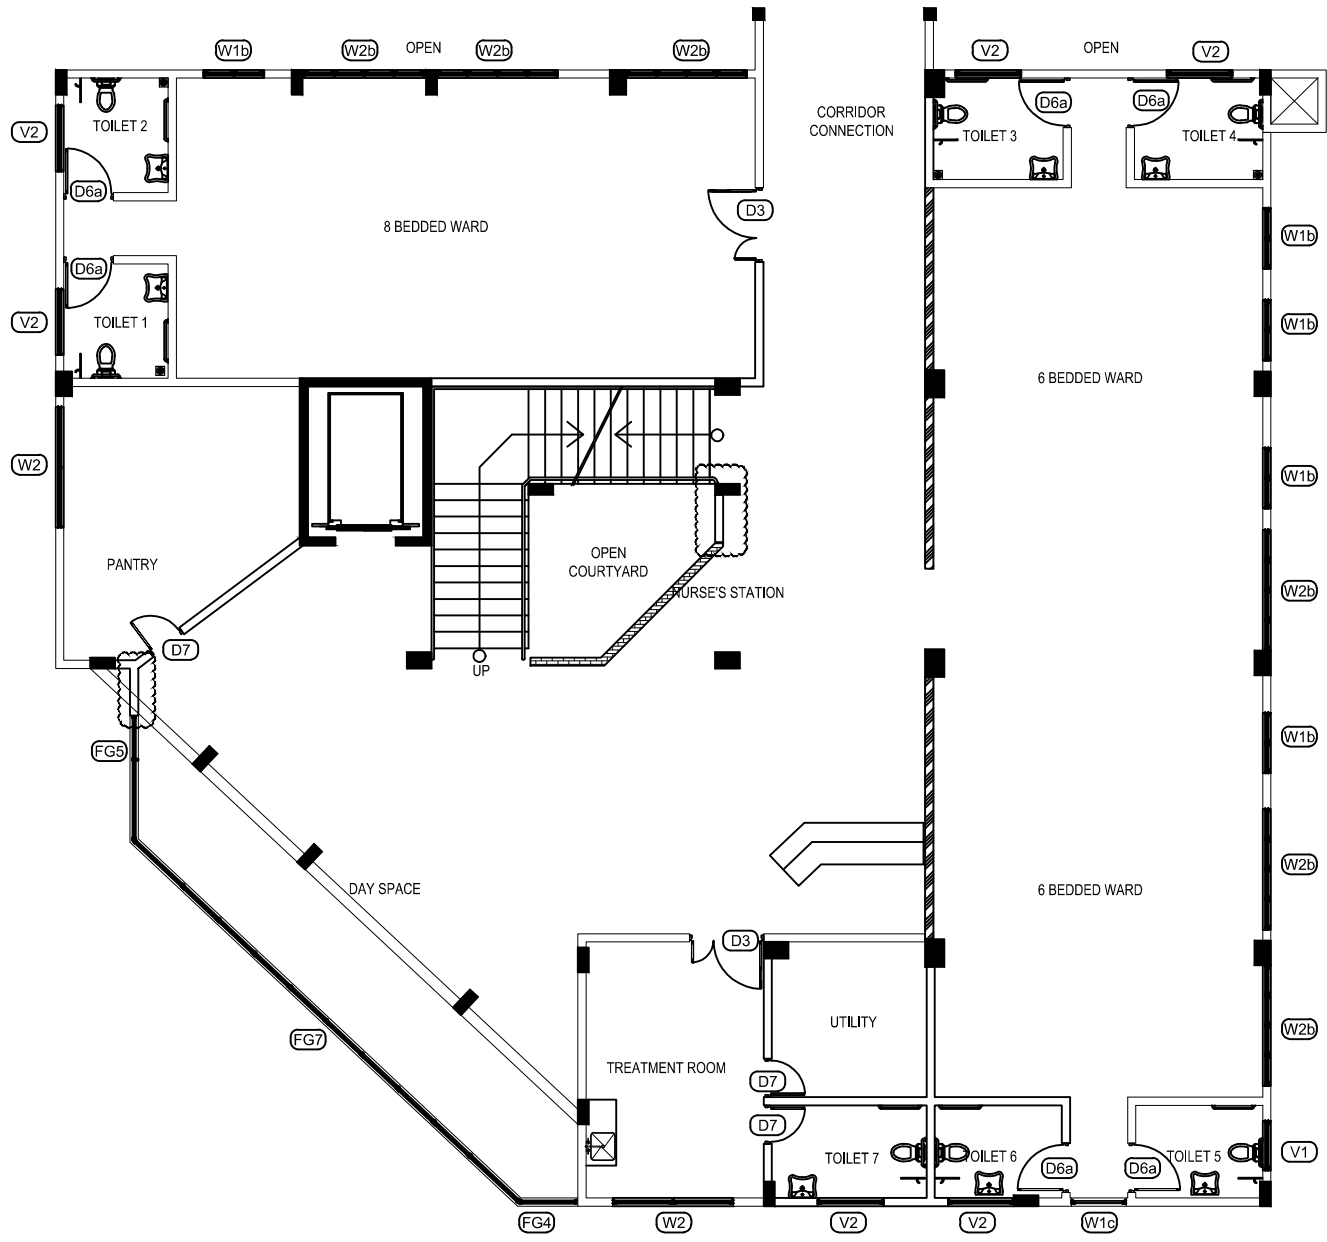 W1b
W2b
OPEN
W2b
W2b
V2
OPEN
V2
V2
TOILET 2
D6a
CORRIDOR
CONNECTION
TOILET 3
D6a
D6a
TOILET 4
8 BEDDED WARD
D3
W1b
D6a
V2
TOILET 1
W1b
6 BEDDED WARD
W2
W1b
PANTRY
OPEN
COURTYARD
NURSE'S STATION
W2b
D7
UP
FG5
W1b
DAY SPACE
6 BEDDED WARD
W2b
D3
FG7
UTILITY
W2b
TREATMENT ROOM
D7
D7
TOILET 7
TOILET 6
D6a
D6a
TOILET 5
V1
FG4
W2
V2
V2
W1c